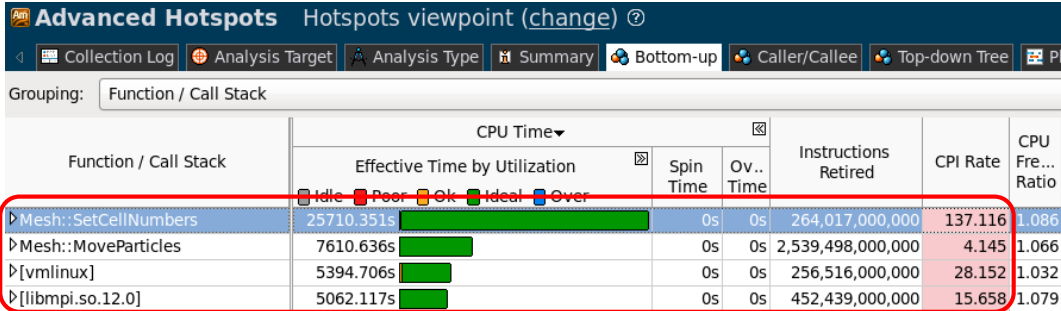 Advanced Hotspots Hotspots viewpoint (change)
Collection Log Analysis Target Analysis Type Summary Bottom-up Caller/Callee Top-down Tree
Grouping: Function / Call Stack
Function / Call Stack
CPU Time
Effective Time by Utilization
Idle Poor Ok Ideal Over
Spin Time
Ov.. Time
Instructions Retired
CPI Rate
CPU Fre... Ratio
Mesh::SetCellNumbers 25710.351s 0s 0s 264,017,000,000 137.116 1.086
Mesh::MoveParticles 7610.636s 0s 0s 2,539,498,000,000 4.145 1.066
[vmlinux] 5394.706s 0s 0s 256,516,000,000 28.152 1.032
[libmpi.so.12.0] 5062.117s 0s 0s 452,439,000,000 15.658 1.079